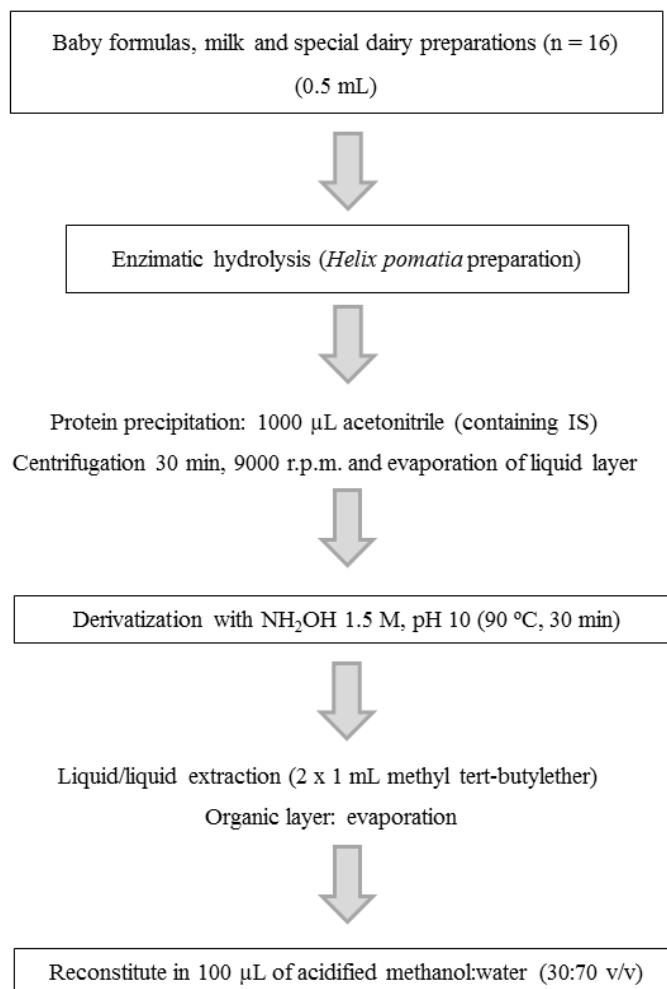 Baby formulas, milk and special dairy preparations (n = 16)
(0.5 mL)
Enzimatic hydrolysis (Helix pomatia preparation)
Protein precipitation: 1000 µL acetonitrile (containing IS)
Centrifugation 30 min, 9000 r.p.m. and evaporation of liquid layer
Derivatization with NH₂OH 1.5 M, pH 10 (90 ºC, 30 min)
Liquid/liquid extraction (2 x 1 mL methyl tert-butylether)
Organic layer: evaporation
Reconstitute in 100 µL of acidified methanol:water (30:70 v/v)